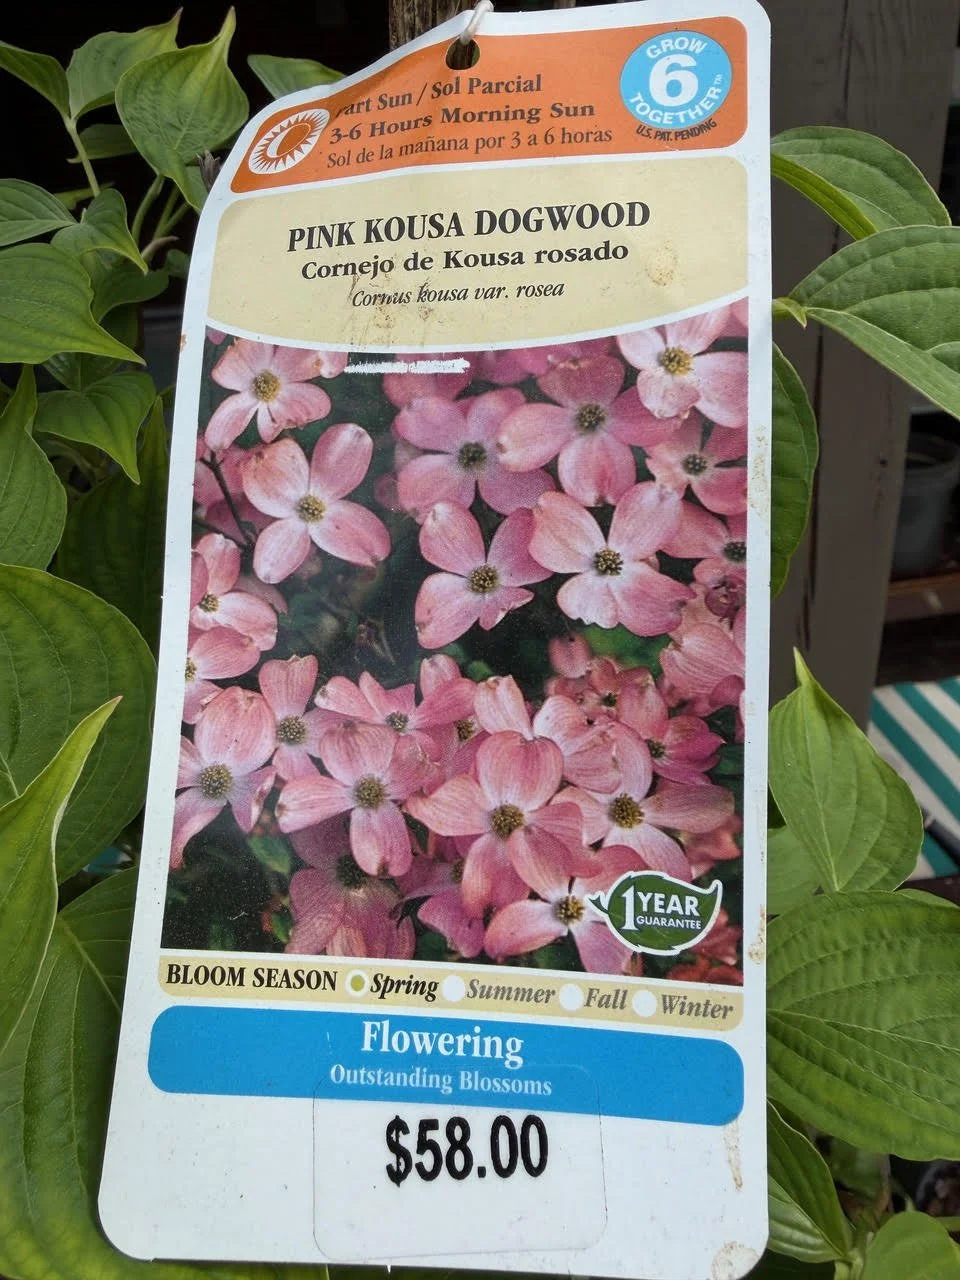 Part Sun / Sol Parcial
3-6 Hours Morning Sun
Sol de la mañana por 3 a 6 horas
GROW
6
TOGETHER™
U.S. PAT. PENDING
PINK KOUSA DOGWOOD
Cornejo de Kousa rosado
Cornus kousa var. rosea
1 YEAR
GUARANTEE
BLOOM SEASON Spring Summer Fall Winter
Flowering
Outstanding Blossoms
$58.00